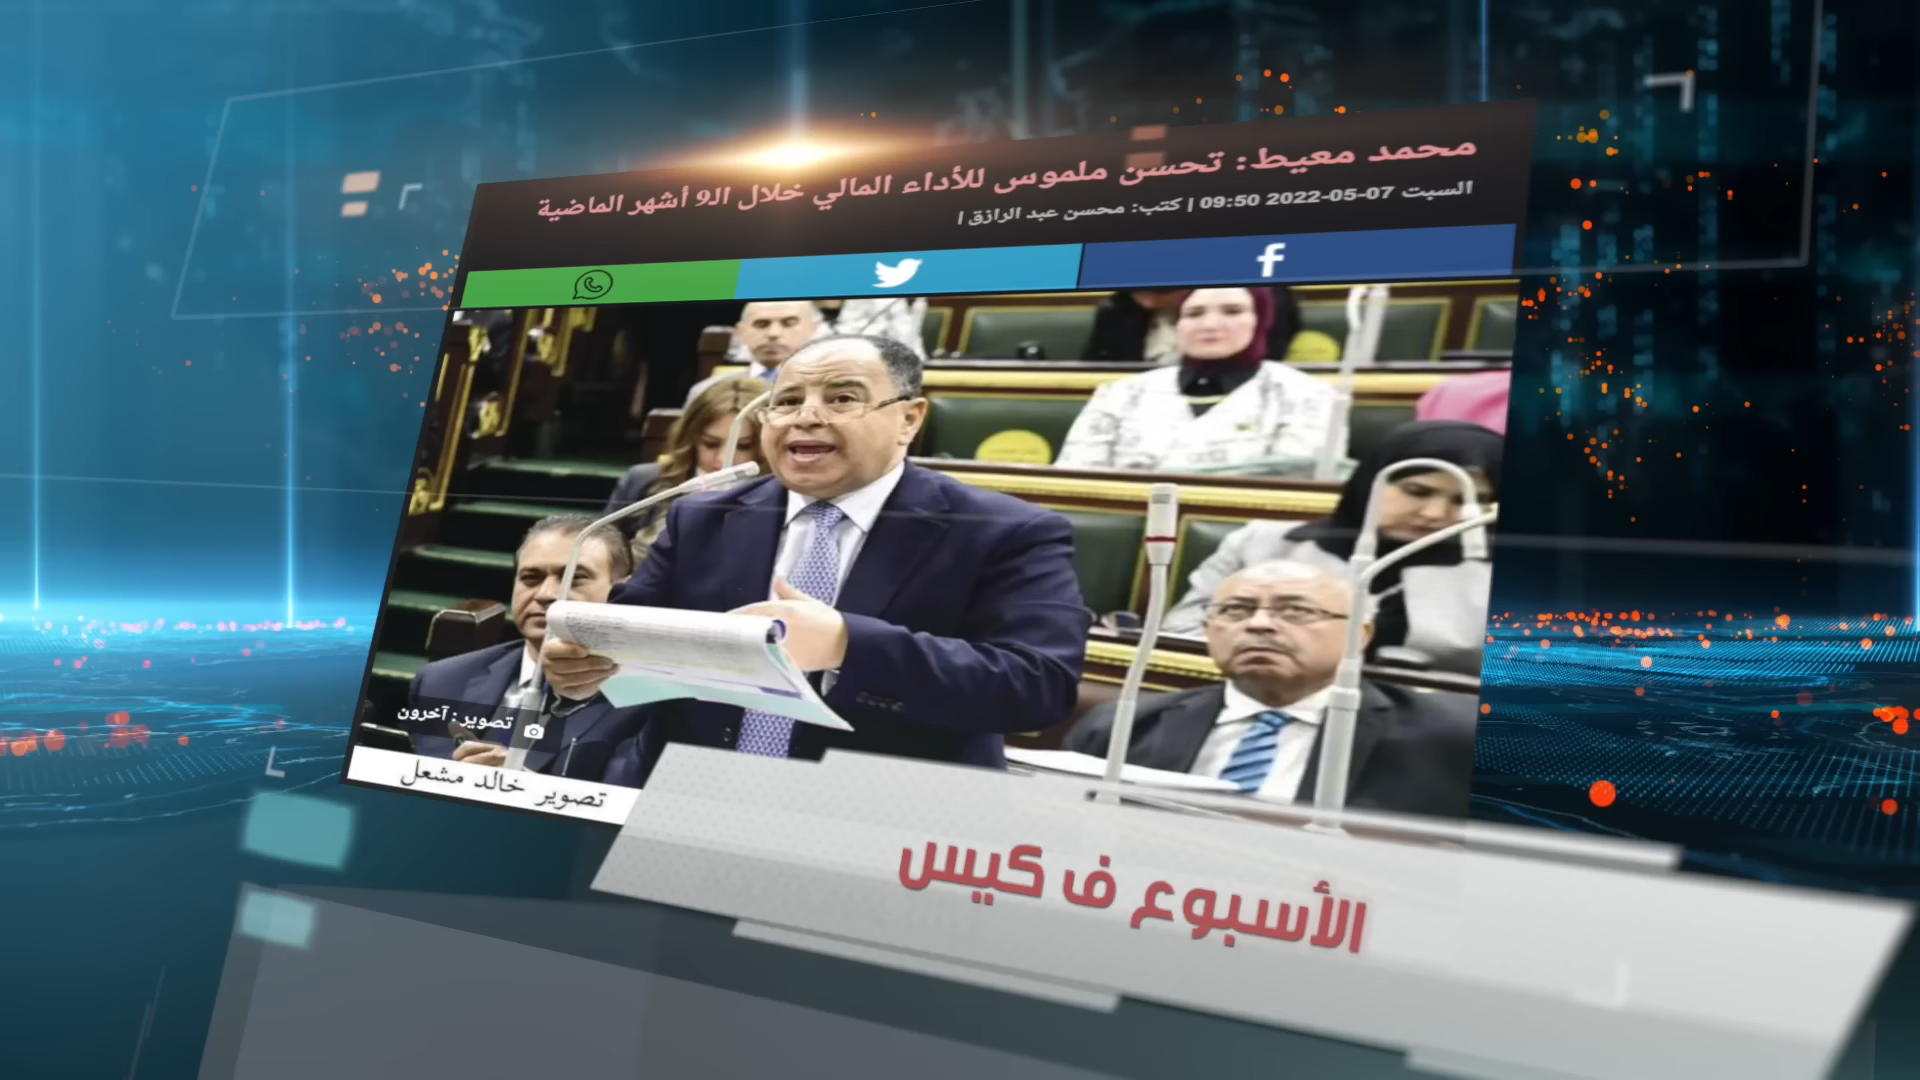 محمد معيط: تحسن ملموس للأداء المالي خلال الـ9 أشهر الماضية
السبت 07-05-2022 09:50 | كتب: محسن عبد الرازق |
تصوير : آخرون
تصوير خالد مشعل
الأسبوع ف كيس